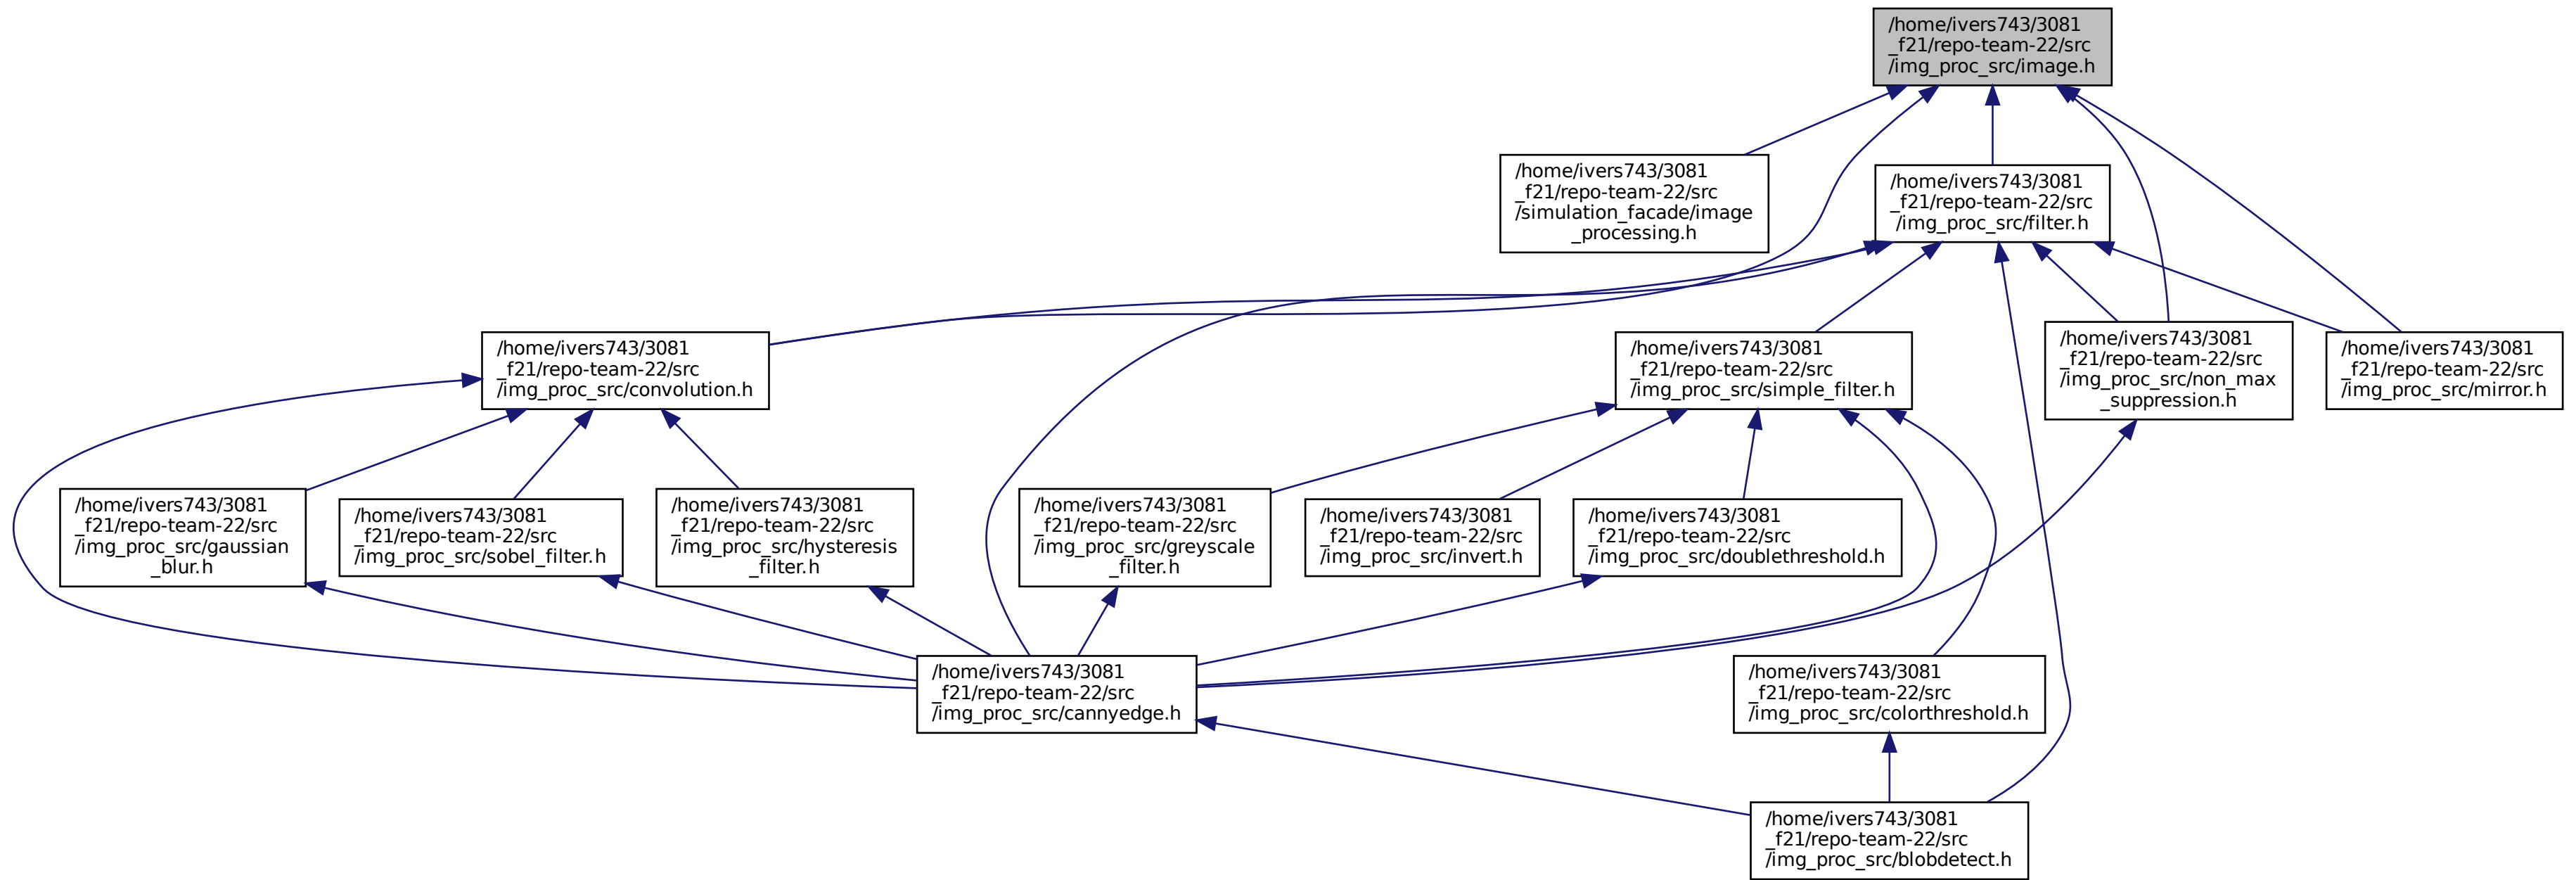 /home/ivers743/3081
_f21/repo-team-22/src
/img_proc_src/image.h
/home/ivers743/3081
_f21/repo-team-22/src
/simulation_facade/image
_processing.h
/home/ivers743/3081
_f21/repo-team-22/src
/img_proc_src/filter.h
/home/ivers743/3081
_f21/repo-team-22/src
/img_proc_src/convolution.h
/home/ivers743/3081
_f21/repo-team-22/src
/img_proc_src/simple_filter.h
/home/ivers743/3081
_f21/repo-team-22/src
/img_proc_src/non_max
_suppression.h
/home/ivers743/3081
_f21/repo-team-22/src
/img_proc_src/mirror.h
/home/ivers743/3081
_f21/repo-team-22/src
/img_proc_src/gaussian
_blur.h
/home/ivers743/3081
_f21/repo-team-22/src
/img_proc_src/sobel_filter.h
/home/ivers743/3081
_f21/repo-team-22/src
/img_proc_src/hysteresis
_filter.h
/home/ivers743/3081
_f21/repo-team-22/src
/img_proc_src/greyscale
_filter.h
/home/ivers743/3081
_f21/repo-team-22/src
/img_proc_src/invert.h
/home/ivers743/3081
_f21/repo-team-22/src
/img_proc_src/doublethreshold.h
/home/ivers743/3081
_f21/repo-team-22/src
/img_proc_src/cannyedge.h
/home/ivers743/3081
_f21/repo-team-22/src
/img_proc_src/colorthreshold.h
/home/ivers743/3081
_f21/repo-team-22/src
/img_proc_src/blobdetect.h